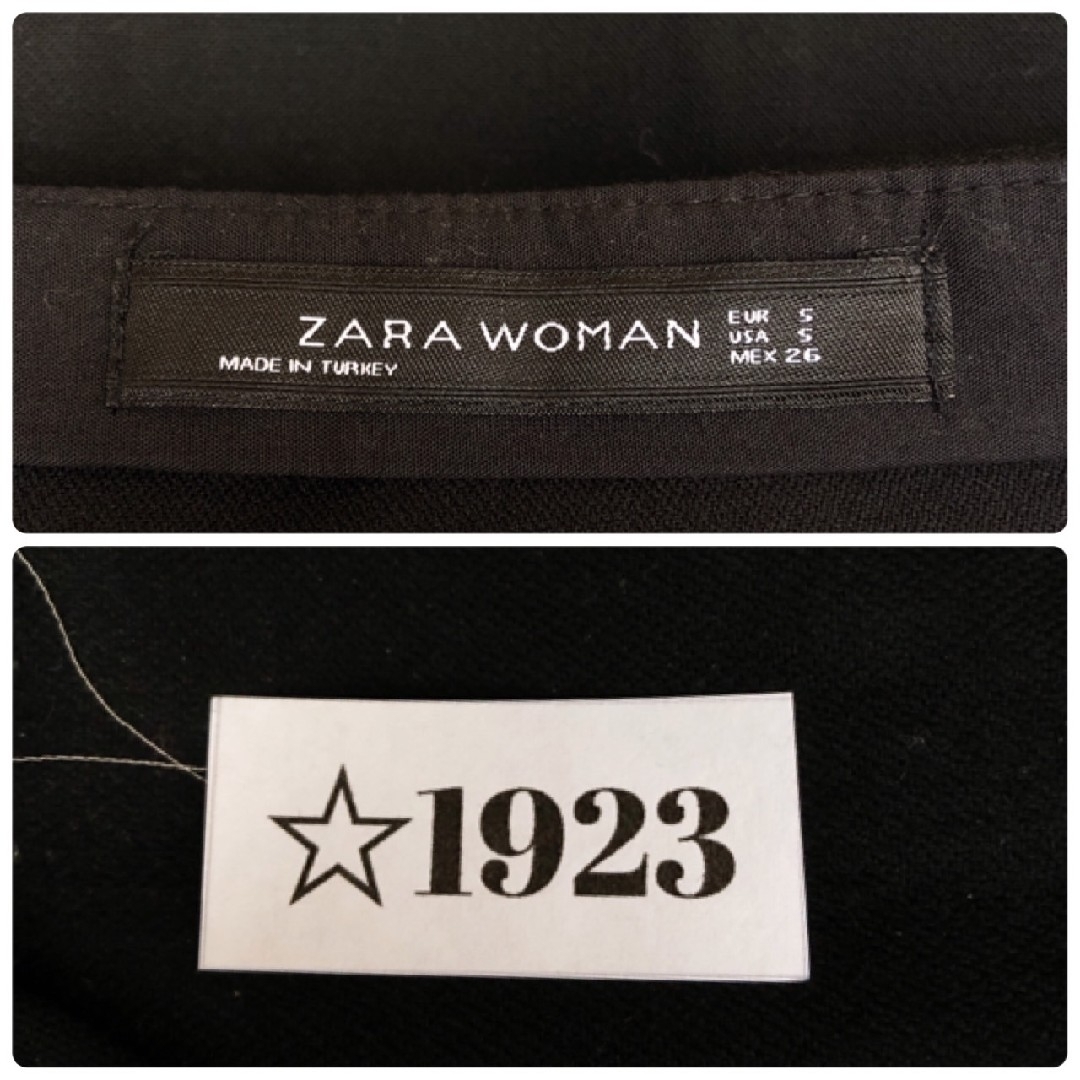 ZARA WOMAN
MADE IN TURKEY
EUR S
USA S
MEX 26
☆1923